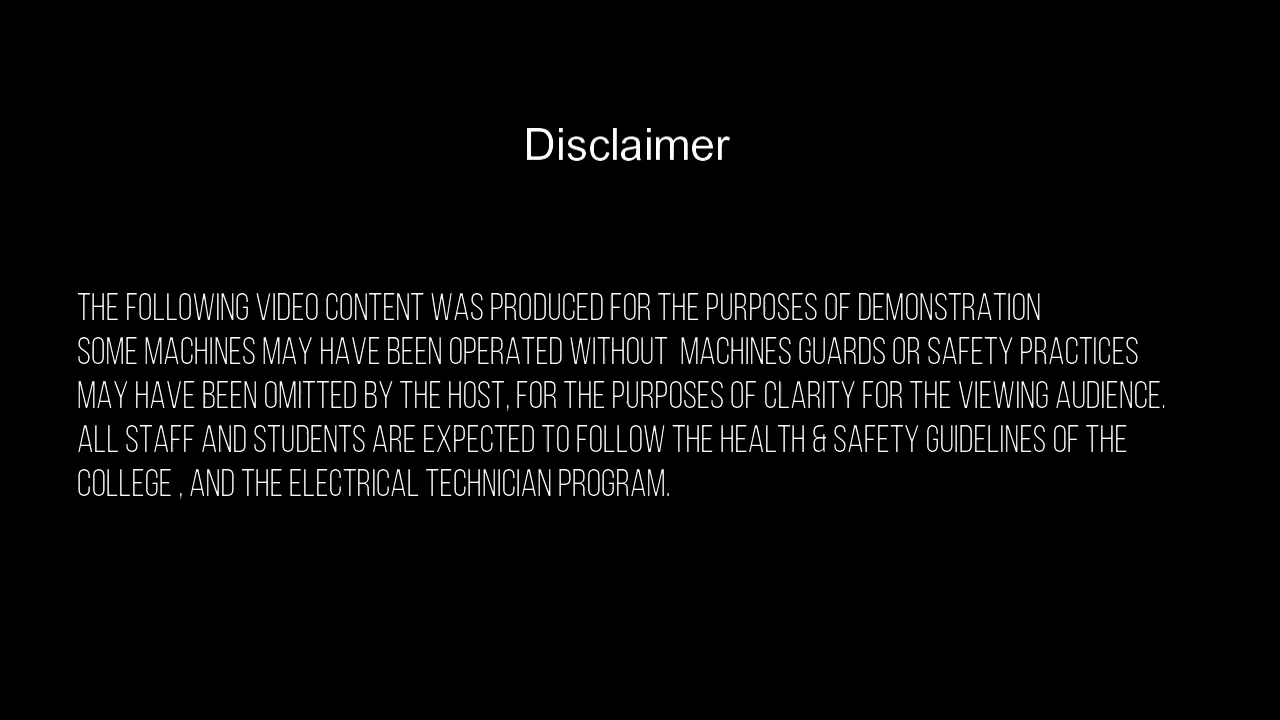 Disclaimer
THE FOLLOWING VIDEO CONTENT WAS PRODUCED FOR THE PURPOSES OF DEMONSTRATION
SOME MACHINES MAY HAVE BEEN OPERATED WITHOUT  MACHINES GUARDS OR SAFETY PRACTICES
MAY HAVE BEEN OMITTED BY THE HOST, FOR THE PURPOSES OF CLARITY FOR THE VIEWING AUDIENCE.
ALL STAFF AND STUDENTS ARE EXPECTED TO FOLLOW THE HEALTH & SAFETY GUIDELINES OF THE
COLLEGE , AND THE ELECTRICAL TECHNICIAN PROGRAM.